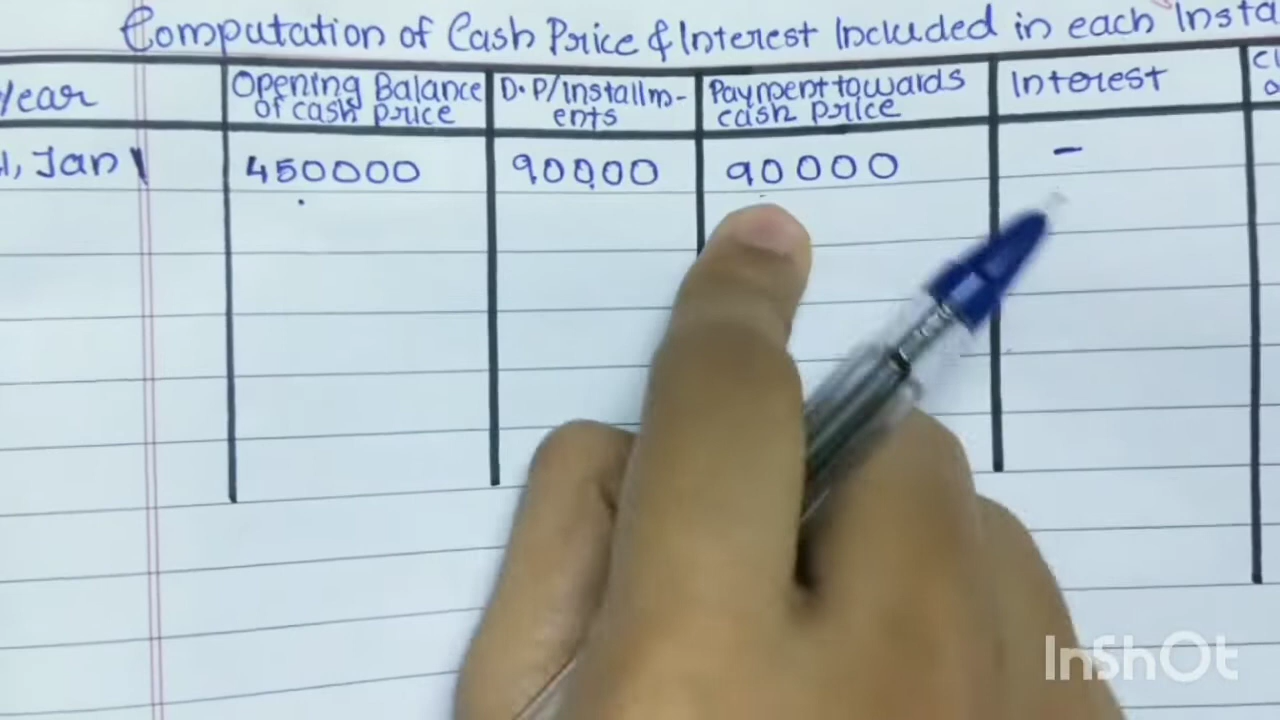 Computation of Cash Price & Interest Included in each Insta
Year Opening Balance of cash price D.P/Installm-ents Payment towards cash price Interest
1, Jan 450000 90000 90000 -
InShOt